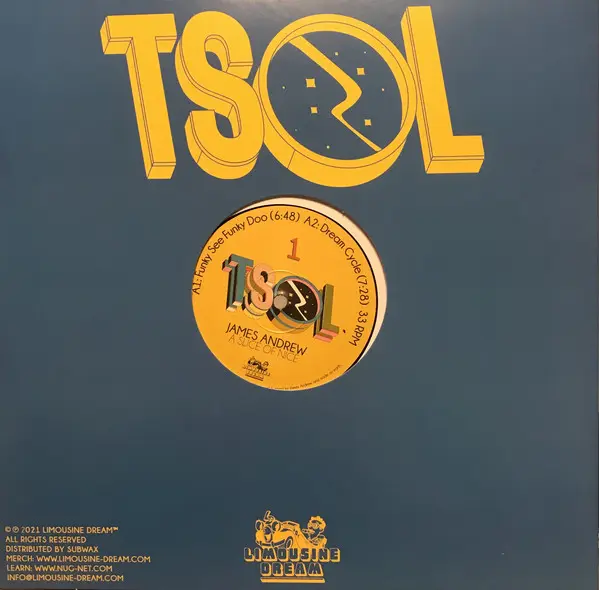 TSOL
A1: Funky See Funky Doo (6:48) A2: Dream Cycle (7:28) 33 RPM
1
TSOL
JAMES ANDREW
A SLICE OF NICE
LIMOUSINE
DREAM
© ℗ 2021 LIMOUSINE DREAM™
ALL RIGHTS RESERVED
DISTRIBUTED BY SUBWAX
MERCH: WWW.LIMOUSINE-DREAM.COM
LEARN: WWW.NUG-NET.COM
INFO@LIMOUSINE-DREAM.COM